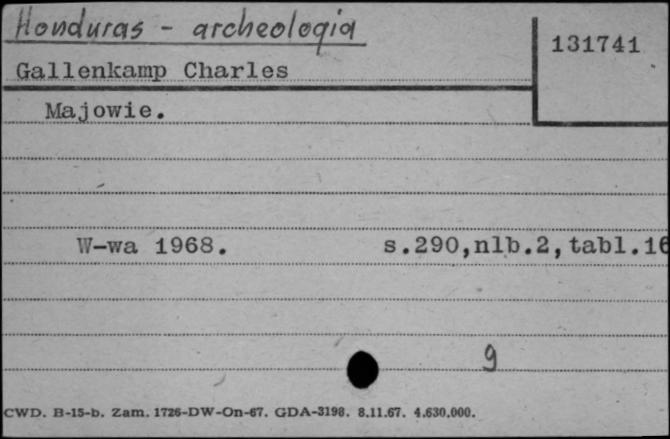 Honduras - archeologia
131741
Gallenkamp Charles
Majowie.
W-wa 1968. s.290,nlb.2,tabl.16
9
CWD. B-15-b. Zam. 1726-DW-On-67. GDA-3198. 8.11.67. 4.630.000.